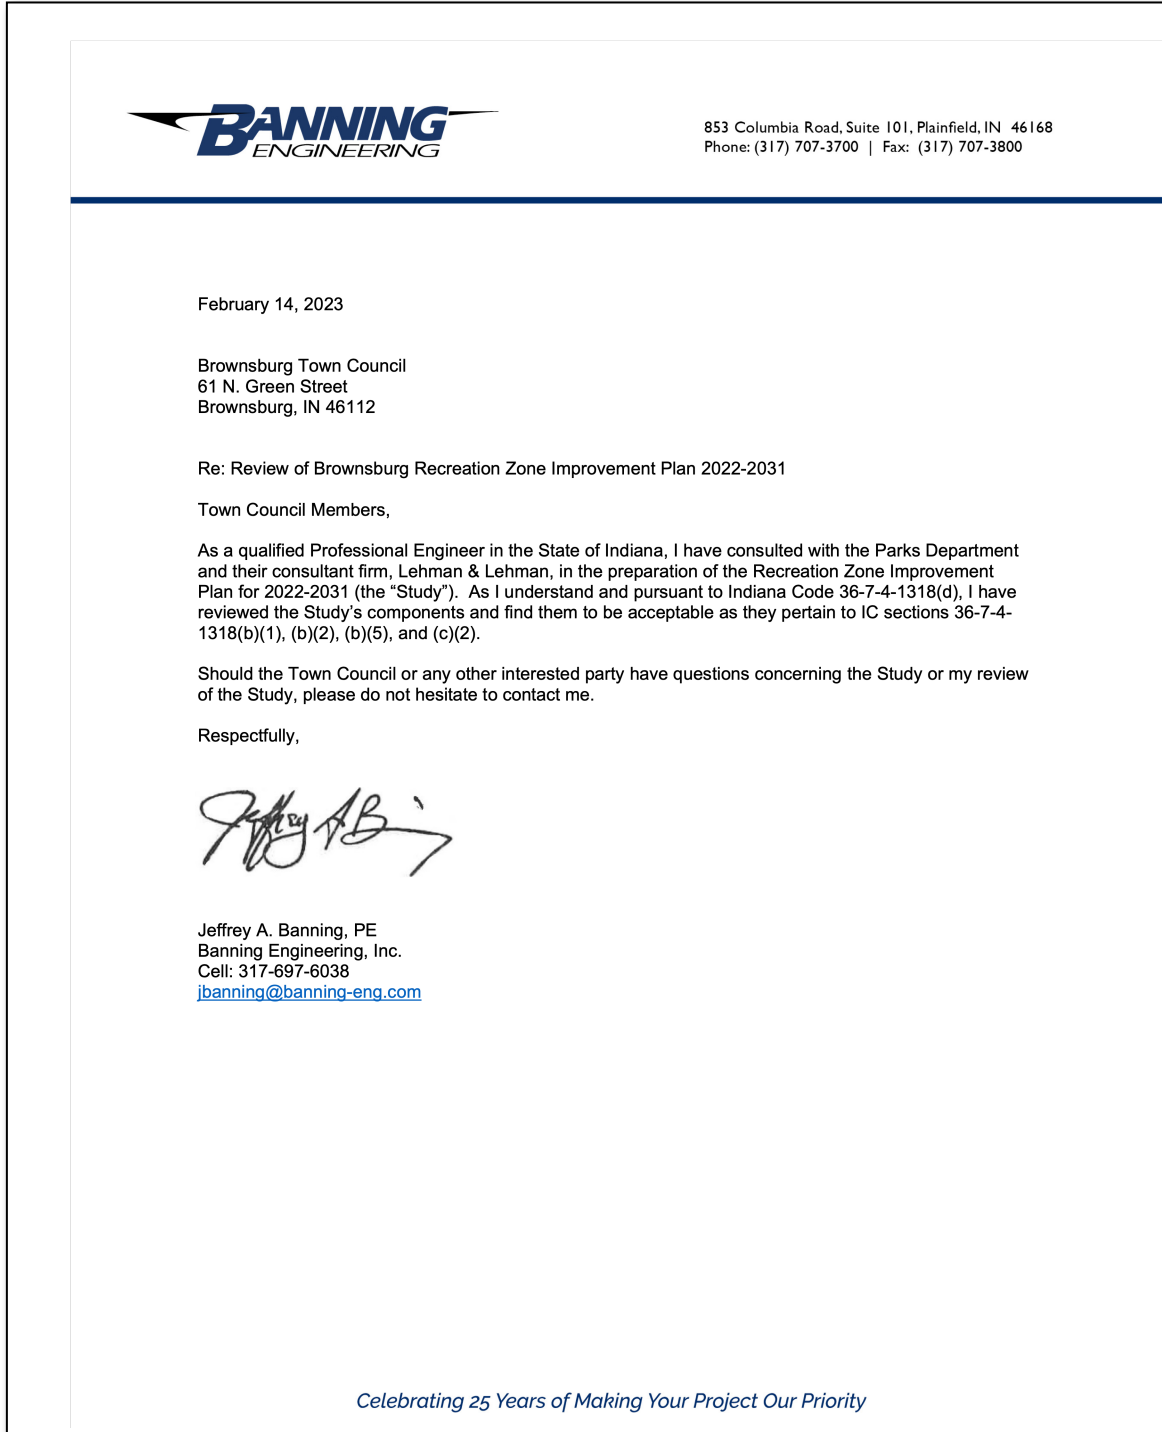 BANNING
ENGINEERING
853 Columbia Road, Suite 101, Plainfield, IN 46168
Phone: (317) 707-3700 | Fax: (317) 707-3800
February 14, 2023
Brownsburg Town Council
61 N. Green Street
Brownsburg, IN 46112
Re: Review of Brownsburg Recreation Zone Improvement Plan 2022-2031
Town Council Members,
As a qualified Professional Engineer in the State of Indiana, I have consulted with the Parks Department
and their consultant firm, Lehman & Lehman, in the preparation of the Recreation Zone Improvement
Plan for 2022-2031 (the “Study”). As I understand and pursuant to Indiana Code 36-7-4-1318(d), I have
reviewed the Study’s components and find them to be acceptable as they pertain to IC sections 36-7-4-
1318(b)(1), (b)(2), (b)(5), and (c)(2).
Should the Town Council or any other interested party have questions concerning the Study or my review
of the Study, please do not hesitate to contact me.
Respectfully,
Jeffrey A B
Jeffrey A. Banning, PE
Banning Engineering, Inc.
Cell: 317-697-6038
jbanning@banning-eng.com
Celebrating 25 Years of Making Your Project Our Priority